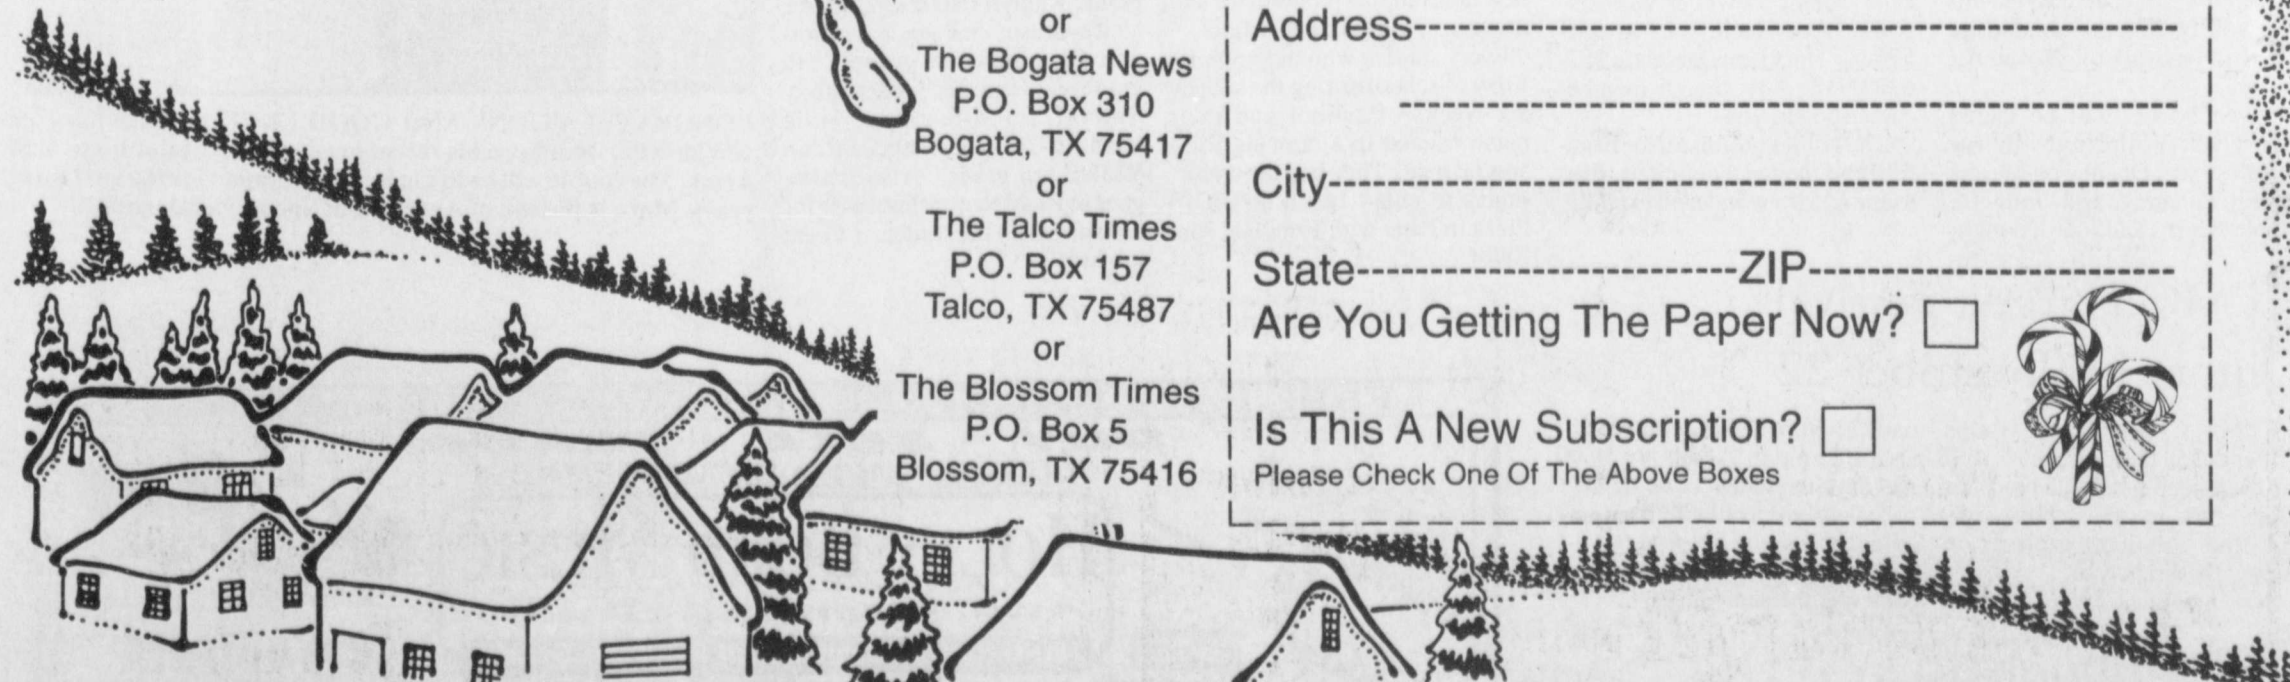 or
The Bogata News
P.O. Box 310
Bogata, TX 75417
or
The Talco Times
P.O. Box 157
Talco, TX 75487
or
The Blossom Times
P.O. Box 5
Blossom, TX 75416
Address
City
State ZIP
Are You Getting The Paper Now?
Is This A New Subscription?
Please Check One Of The Above Boxes